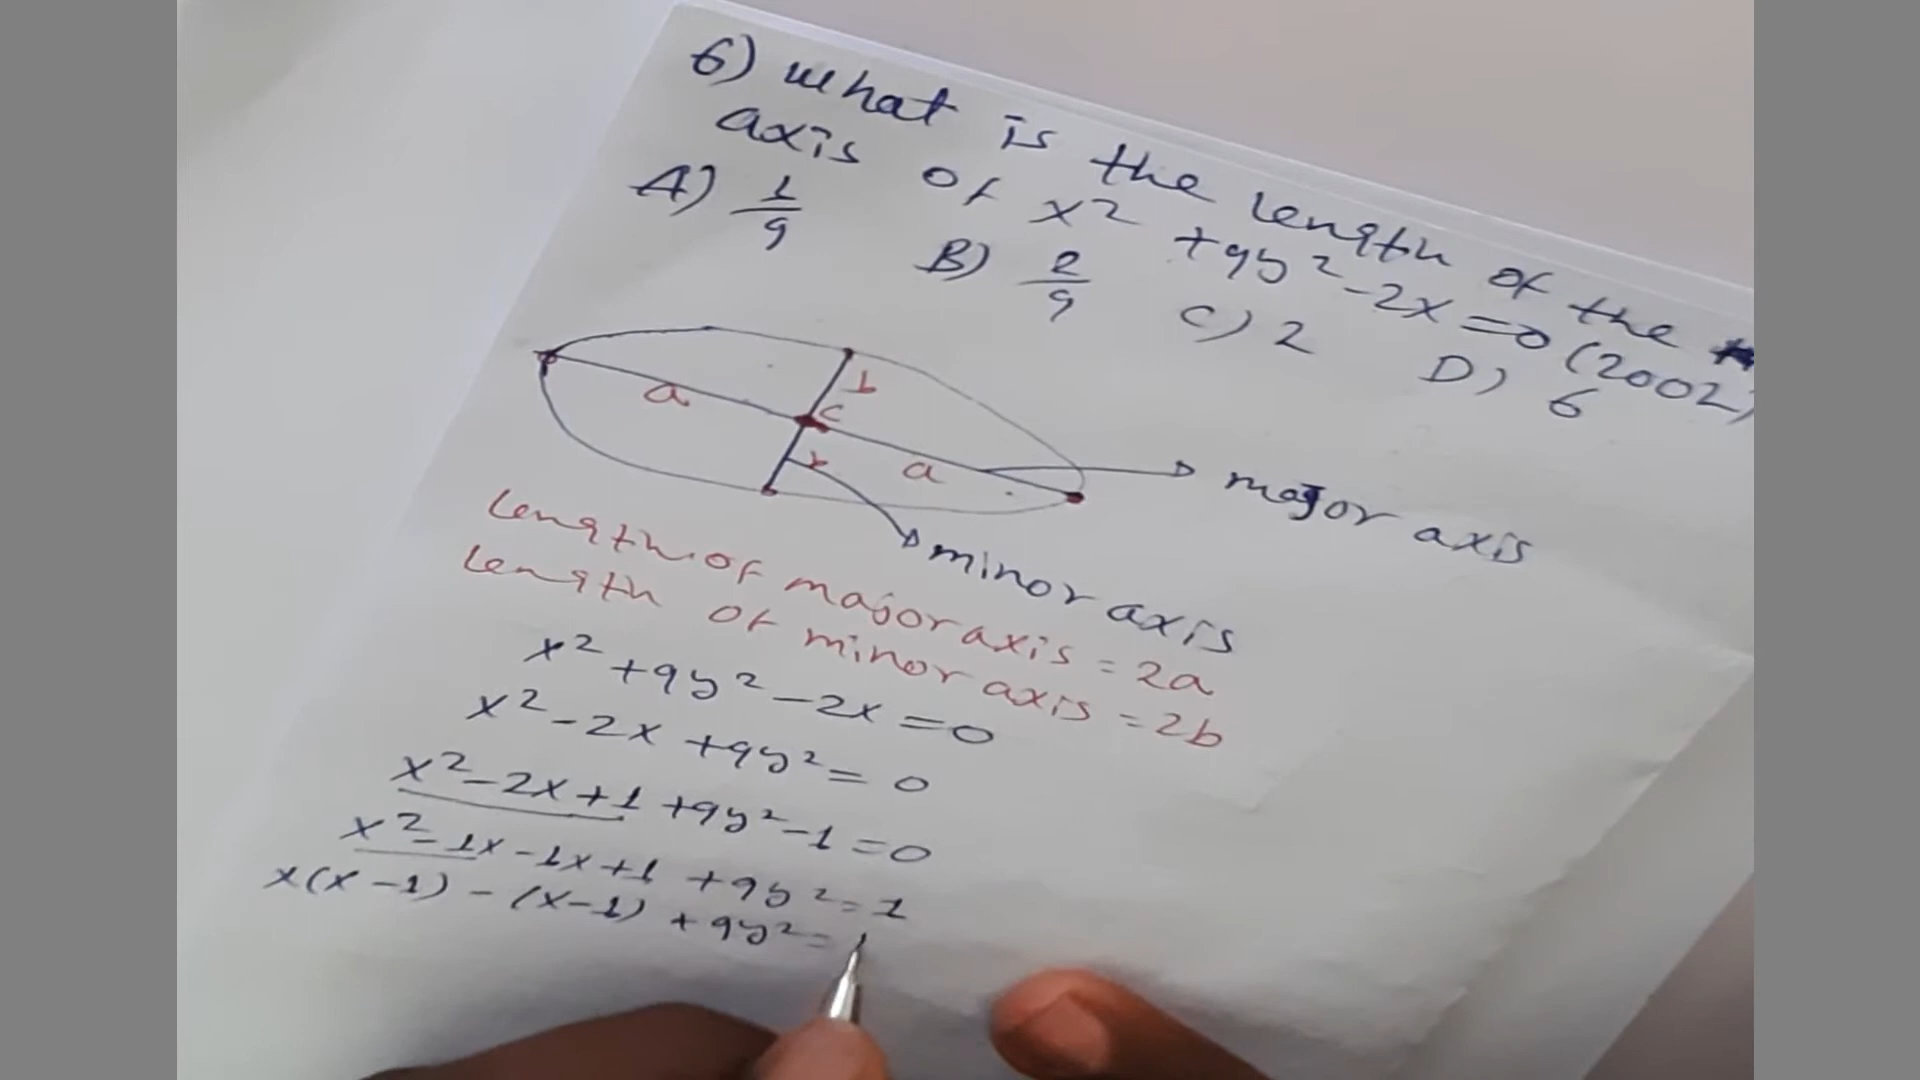 6) what is the length of the
axis of x² + 9y² - 2x = 0 (2002)
A) 1/9 B) 2/9 C) 2 D) 6
a b c b a
major axis
minor axis
Length of major axis = 2a
Length of minor axis = 2b
x² + 9y² - 2x = 0
x² - 2x + 9y² = 0
x² - 2x + 1 + 9y² - 1 = 0
x² - 1x - 1x + 1 + 9y² = 1
x(x - 1) - (x - 1) + 9y² = 1